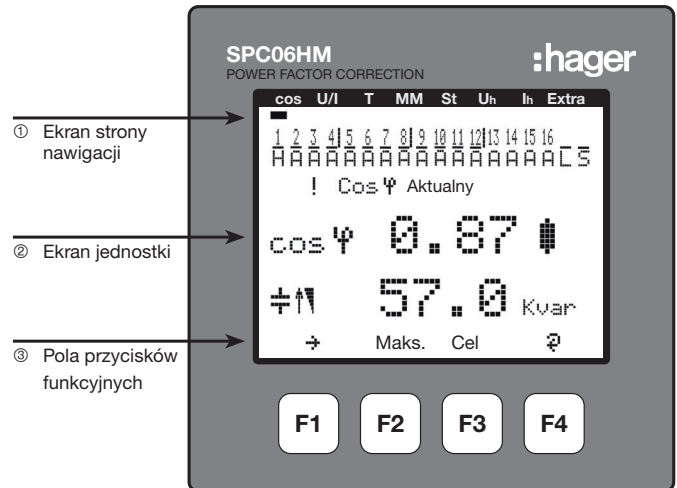 SPC06HM
:hager
POWER FACTOR CORRECTION
cos U/I T MM St Uh Ih Extra
1 2 3 4 5 6 7 8 9 10 11 12 13 14 15 16
A A A A A A A A A A A A A A A A C S
! Cosφ Aktualny
cos φ 0.87
57.0 Kvar
→ Maks. Cel
F1 F2 F3 F4
① Ekran strony
nawigacji
② Ekran jednostki
③ Pola przycisków
funkcyjnych